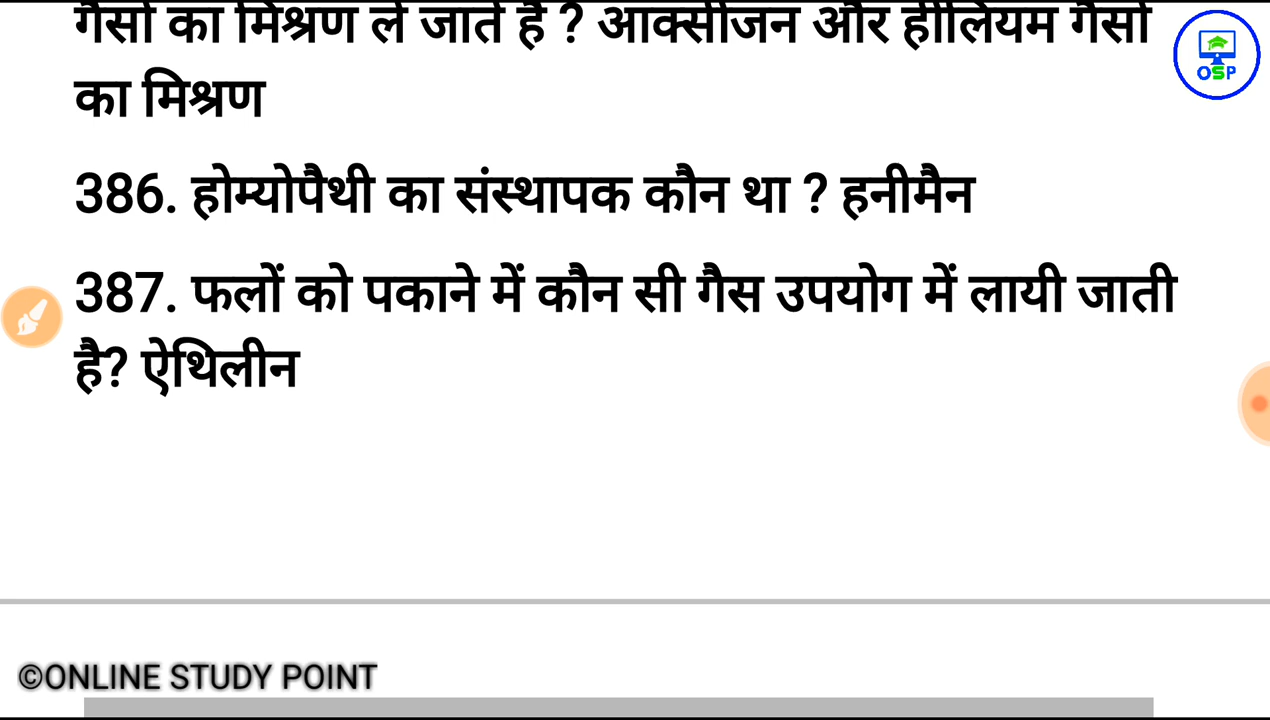 गैसों का मिश्रण ले जाते है ? आक्सीजन और हीलियम गैसों
OSP
का मिश्रण
386. होम्योपैथी का संस्थापक कौन था ? हनीमैन
387. फलों को पकाने में कौन सी गैस उपयोग में लायी जाती
है? ऐथिलीन
©ONLINE STUDY POINT